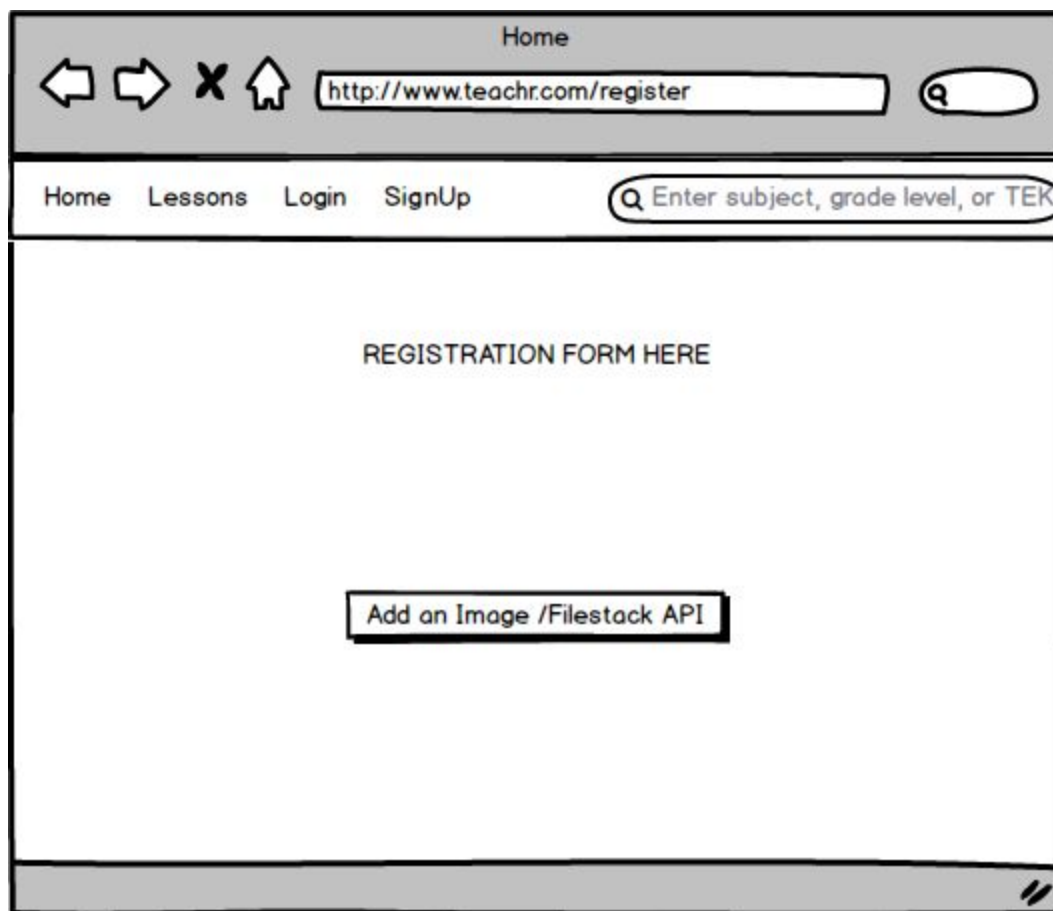 Home
http://www.teachr.com/register
Home Lessons Login SignUp Enter subject, grade level, or TEK
REGISTRATION FORM HERE
Add an Image /Filestack API